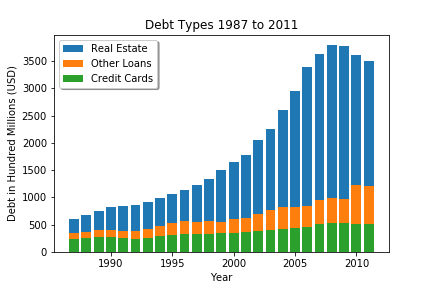 Debt Types 1987 to 2011
Real Estate
Other Loans
Credit Cards
Debt in Hundred Millions (USD)
3500
3000
2500
2000
1500
1000
500
0
1990
1995
2000
2005
2010
Year